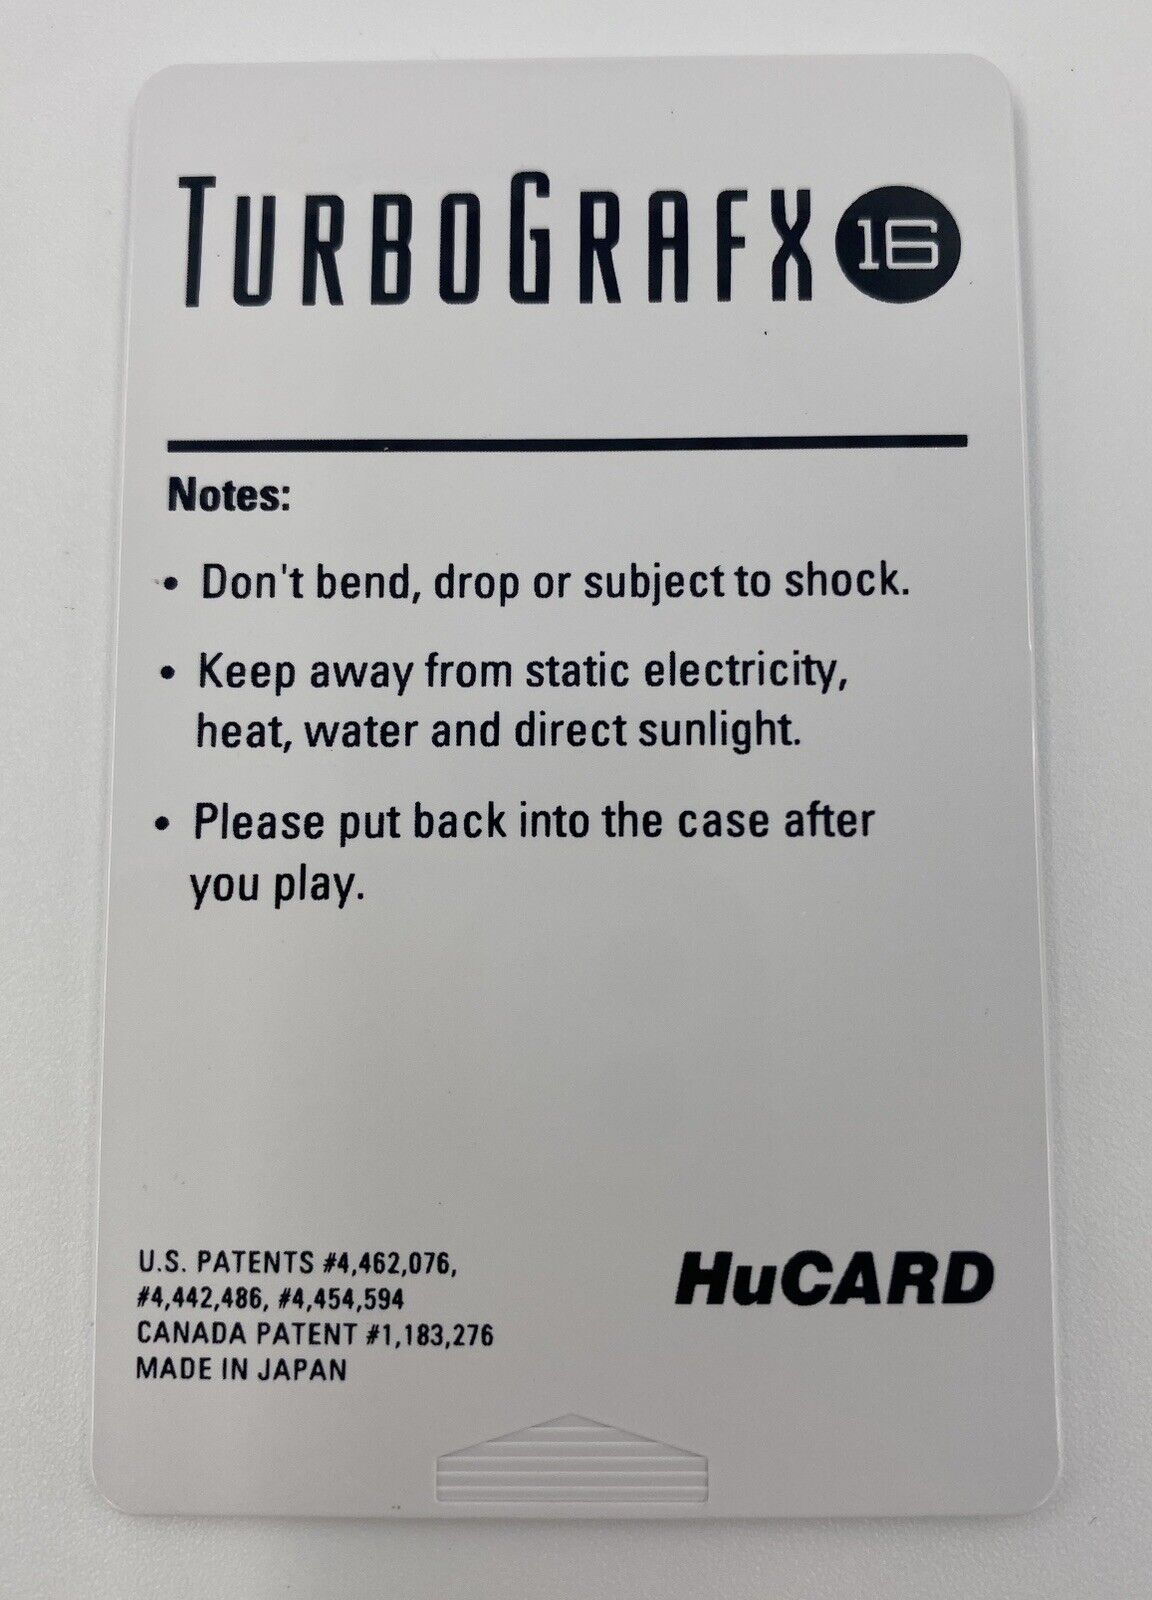 TURBOGRAFX 16
Notes:
• Don't bend, drop or subject to shock.
• Keep away from static electricity,
heat, water and direct sunlight.
• Please put back into the case after
you play.
U.S. PATENTS #4,462,076,
#4,442,486, #4,454,594
CANADA PATENT #1,183,276
MADE IN JAPAN
HuCARD